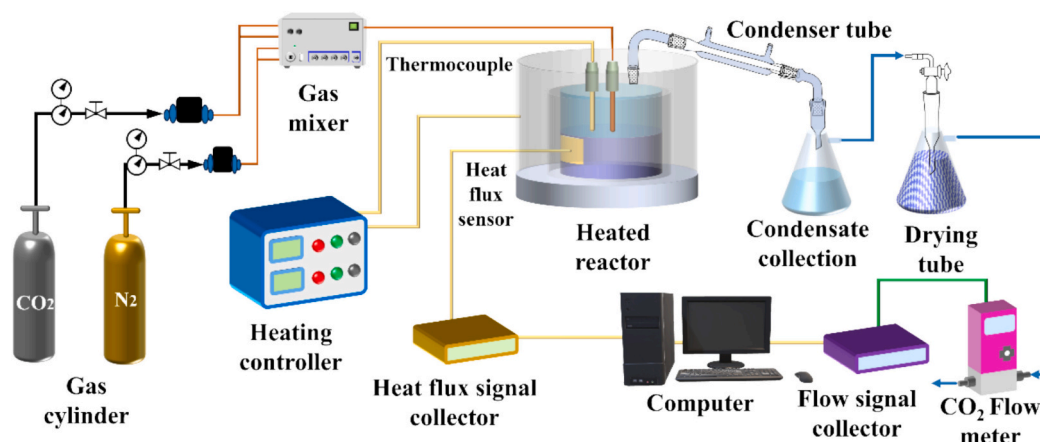 Condenser tube
Thermocouple
Gas
mixer
Heat
flux
sensor
Heated
reactor
Condensate
collection
Drying
tube
CO2
N2
Heating
controller
Gas
cylinder
Heat flux signal
collector
Computer
Flow signal
collector
CO2 Flow
meter